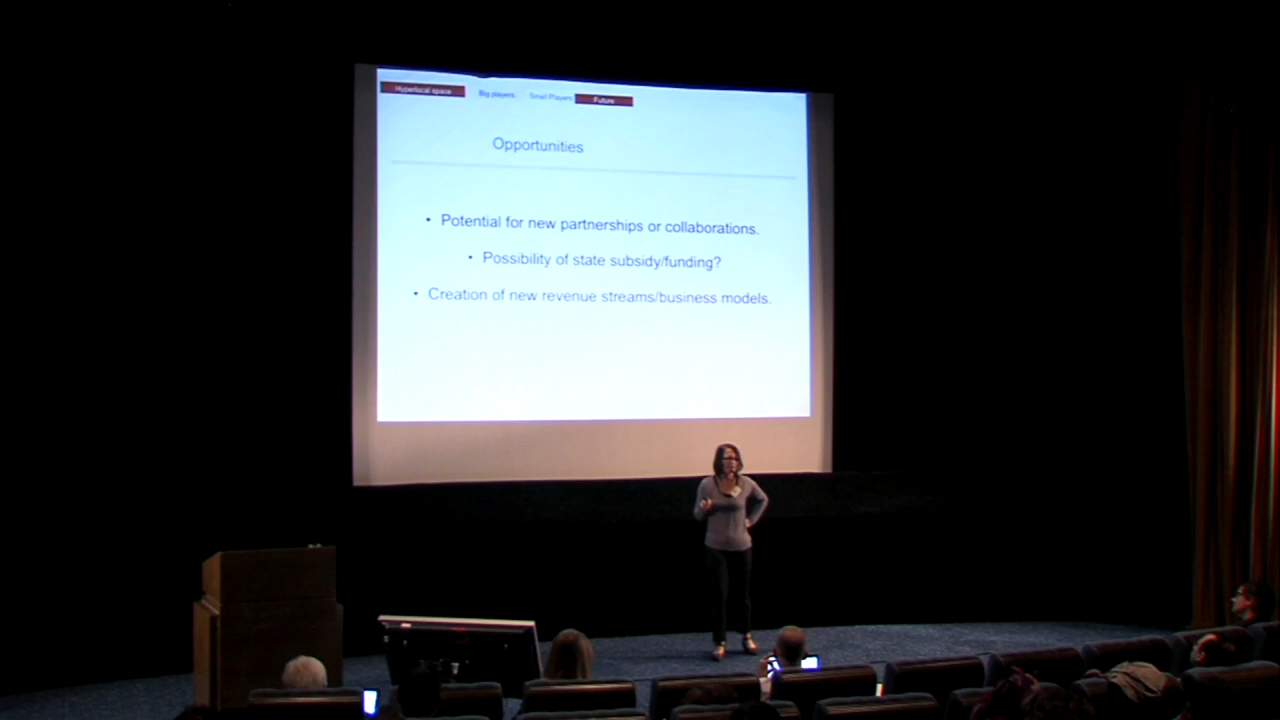 Hyperlocal space Big players Small Players Future
Opportunities
• Potential for new partnerships or collaborations.
• Possibility of state subsidy/funding?
• Creation of new revenue streams/business models.